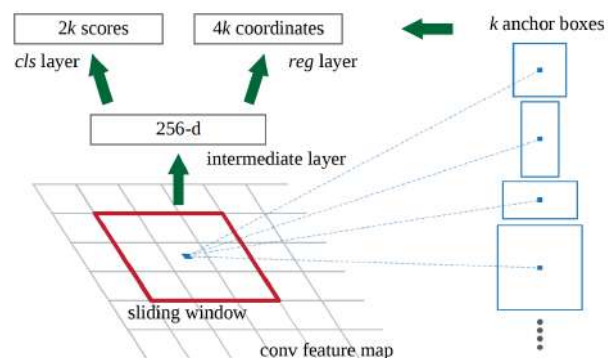 2k scores
4k coordinates
k anchor boxes
cls layer
reg layer
256-d
intermediate layer
sliding window
conv feature map